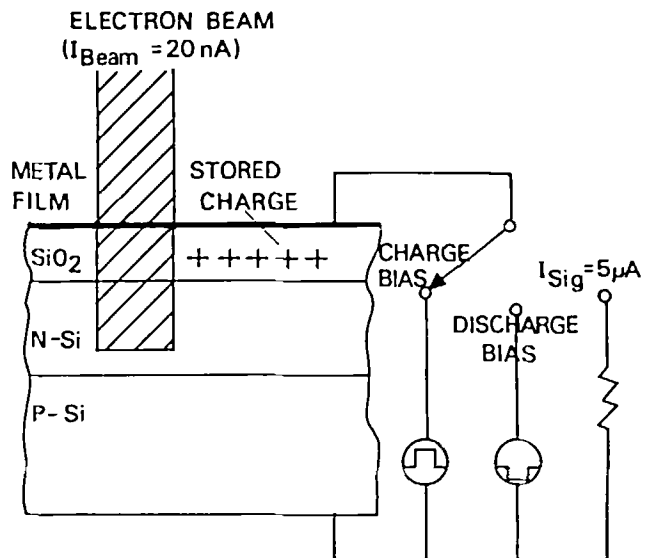 ELECTRON BEAM
(I_Beam = 20 nA)
METAL
FILM
STORED
CHARGE
SiO₂
+ + + + +
CHARGE
BIAS
I_Sig = 5μA
DISCHARGE
BIAS
N-Si
P-Si